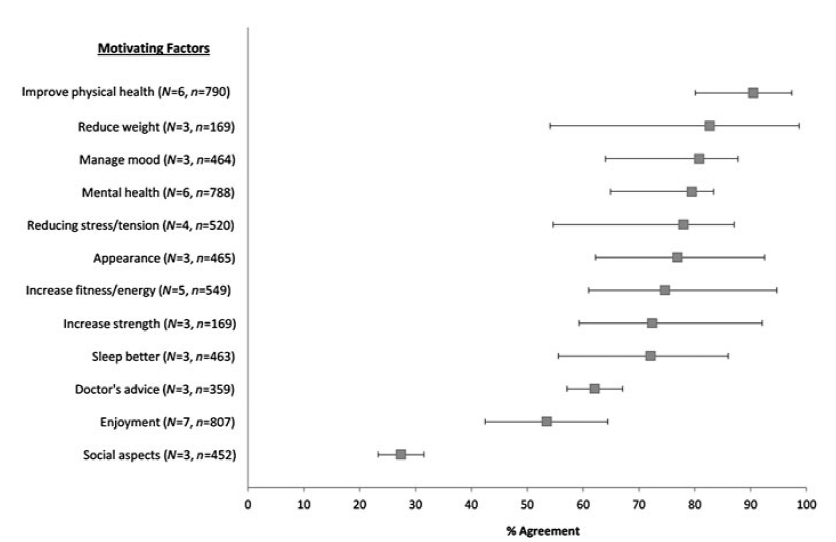 Motivating Factors
Improve physical health (N=6, n=790)
Reduce weight (N=3, n=169)
Manage mood (N=3, n=464)
Mental health (N=6, n=788)
Reducing stress/tension (N=4, n=520)
Appearance (N=3, n=465)
Increase fitness/energy (N=5, n=549)
Increase strength (N=3, n=169)
Sleep better (N=3, n=463)
Doctor's advice (N=3, n=359)
Enjoyment (N=7, n=807)
Social aspects (N=3, n=452)
0 10 20 30 40 50 60 70 80 90 100
% Agreement